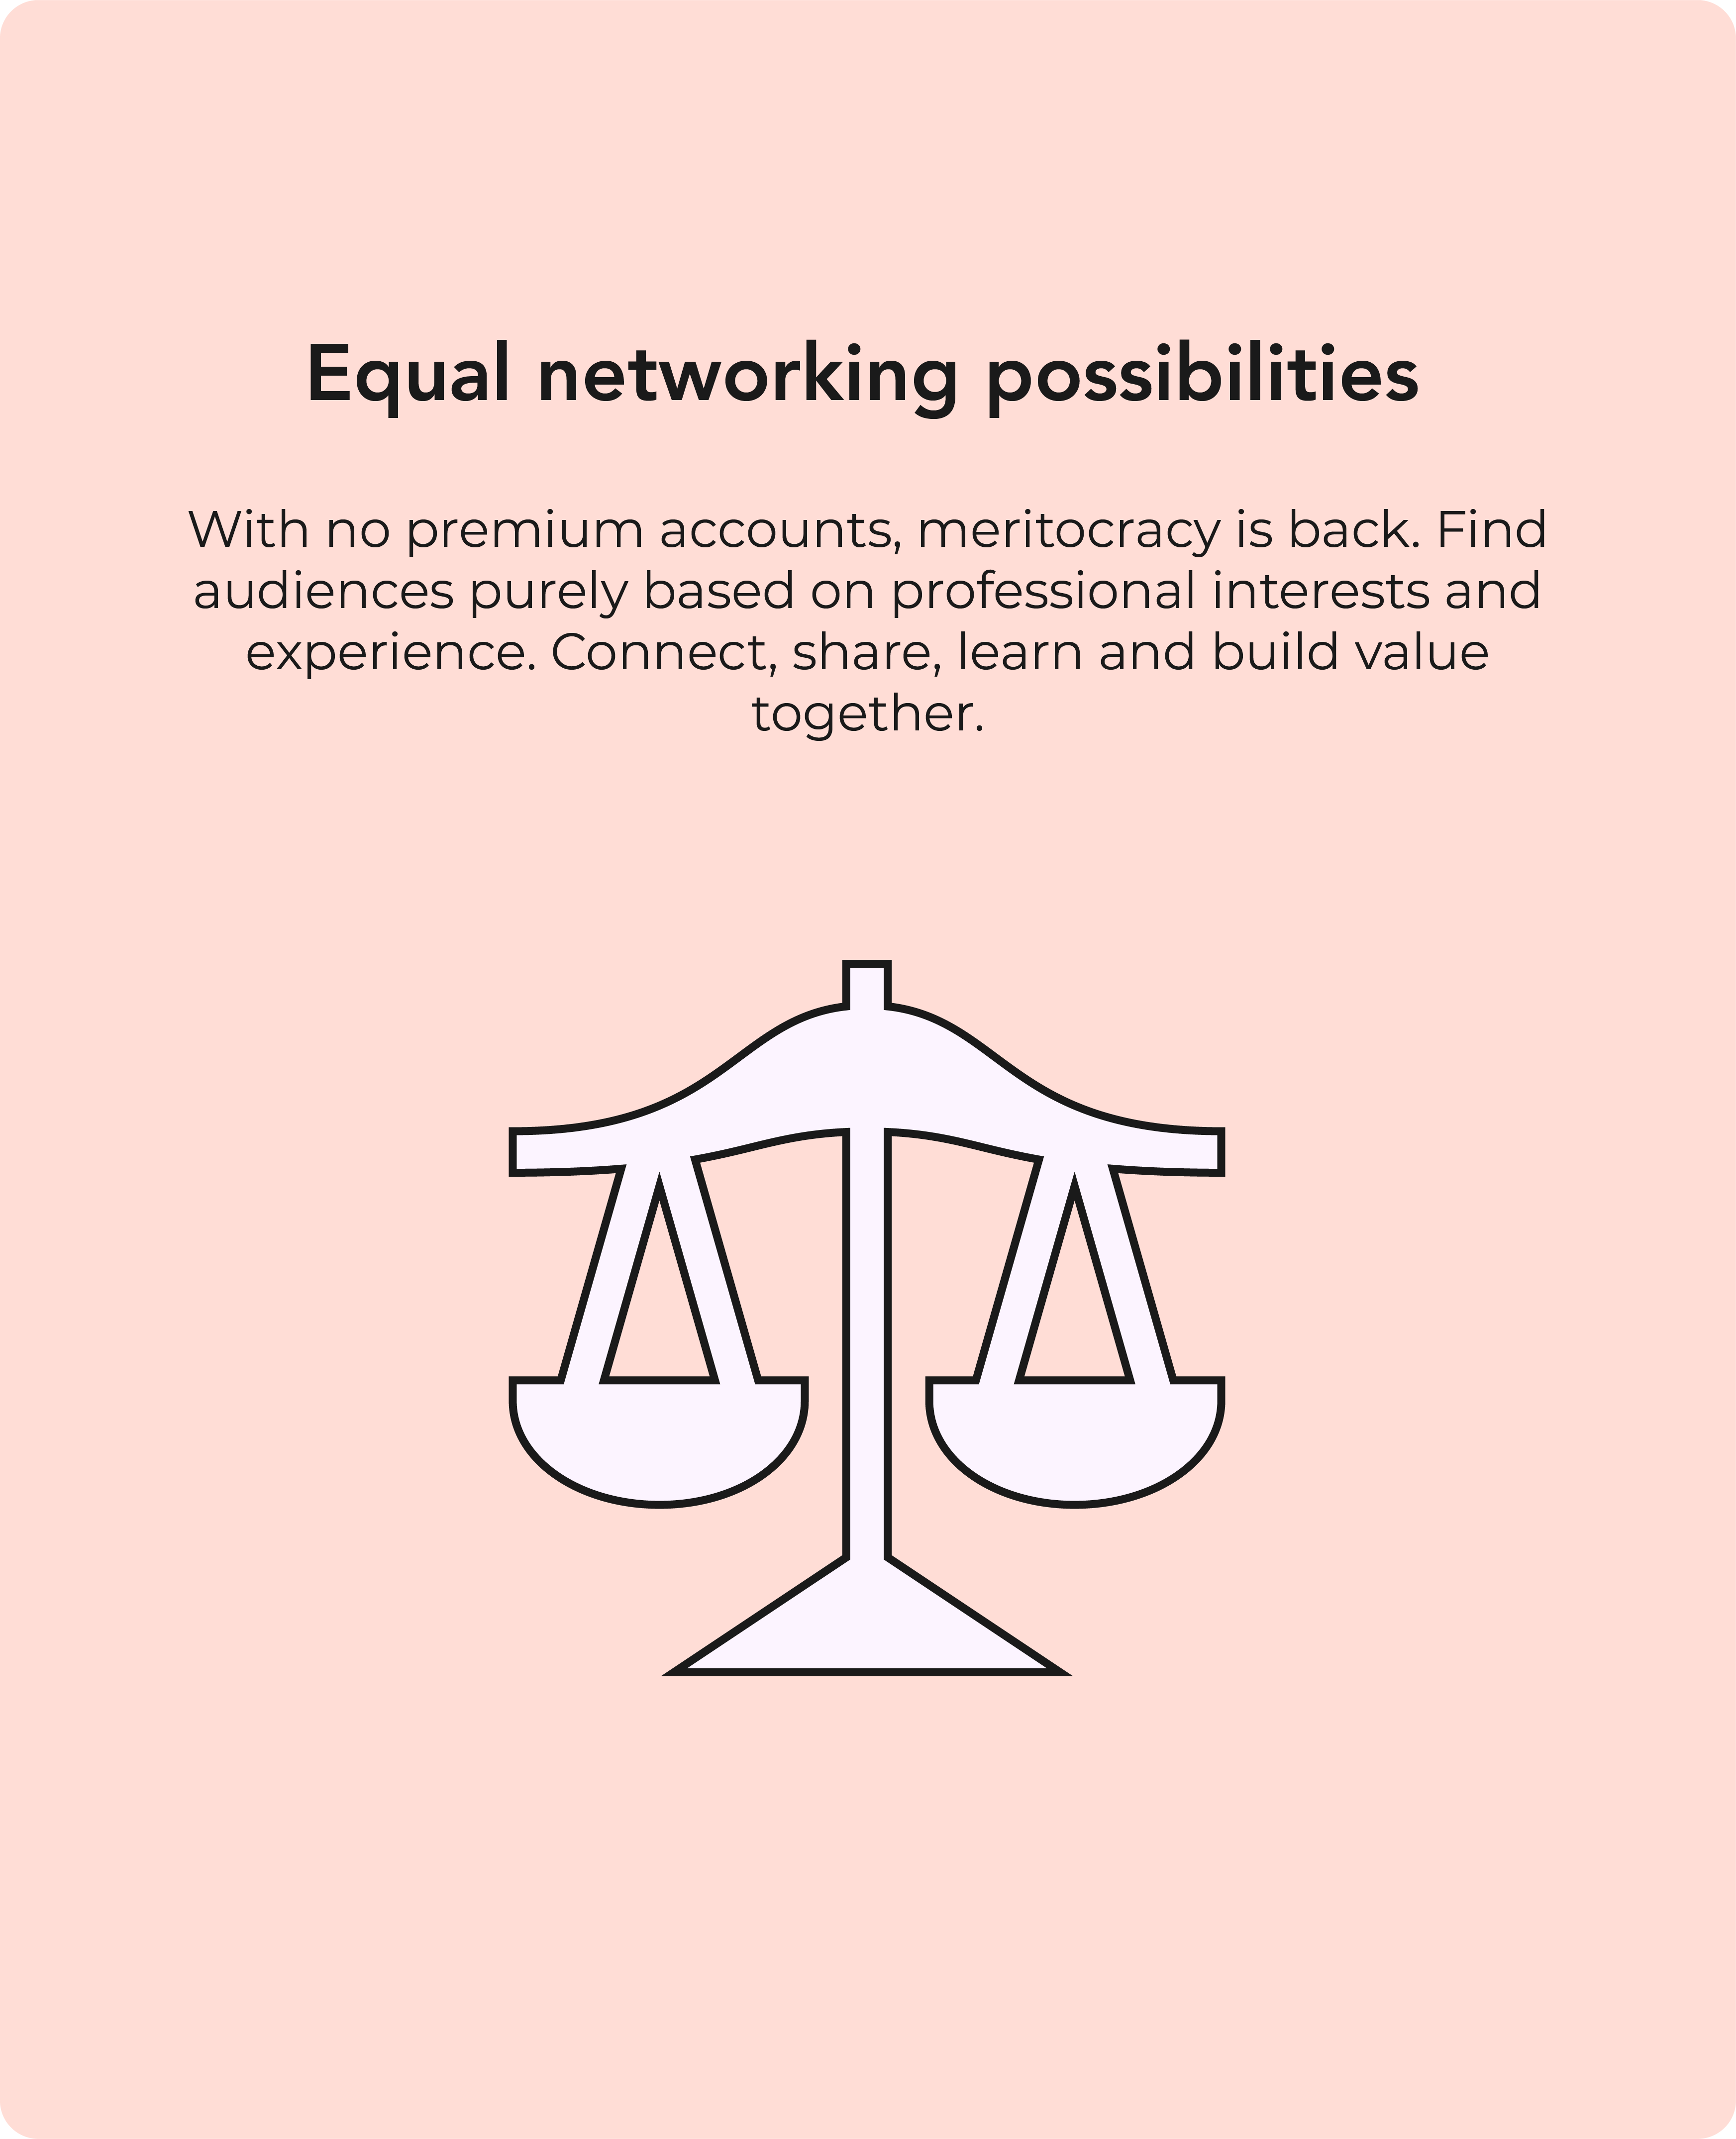 Equal networking possibilities
With no premium accounts, meritocracy is back. Find
audiences purely based on professional interests and
experience. Connect, share, learn and build value
together.